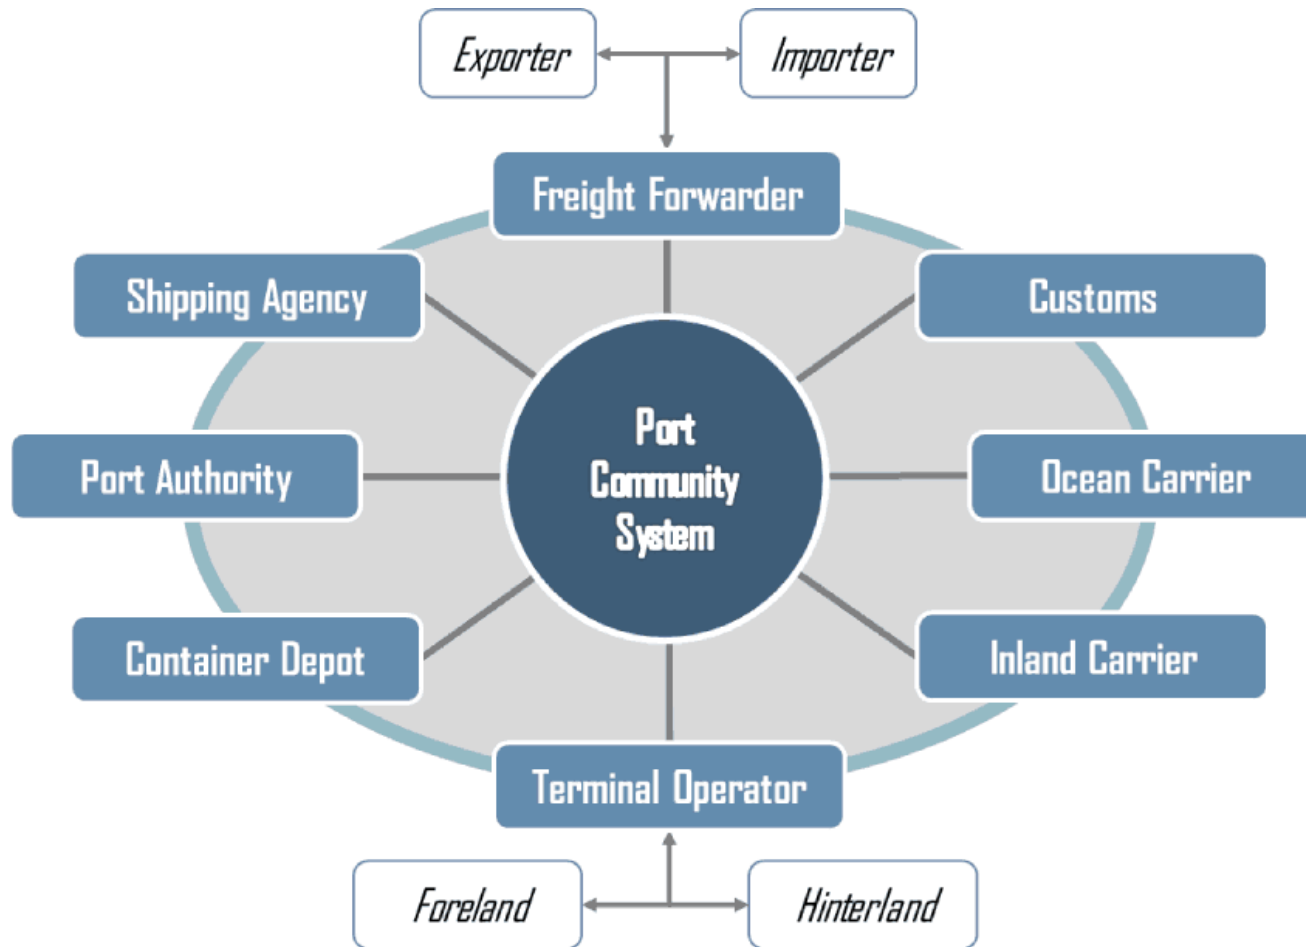 Exporter
Importer
Freight Forwarder
Shipping Agency
Customs
Port
Community
System
Port Authority
Ocean Carrier
Container Depot
Inland Carrier
Terminal Operator
Foreland
Hinterland